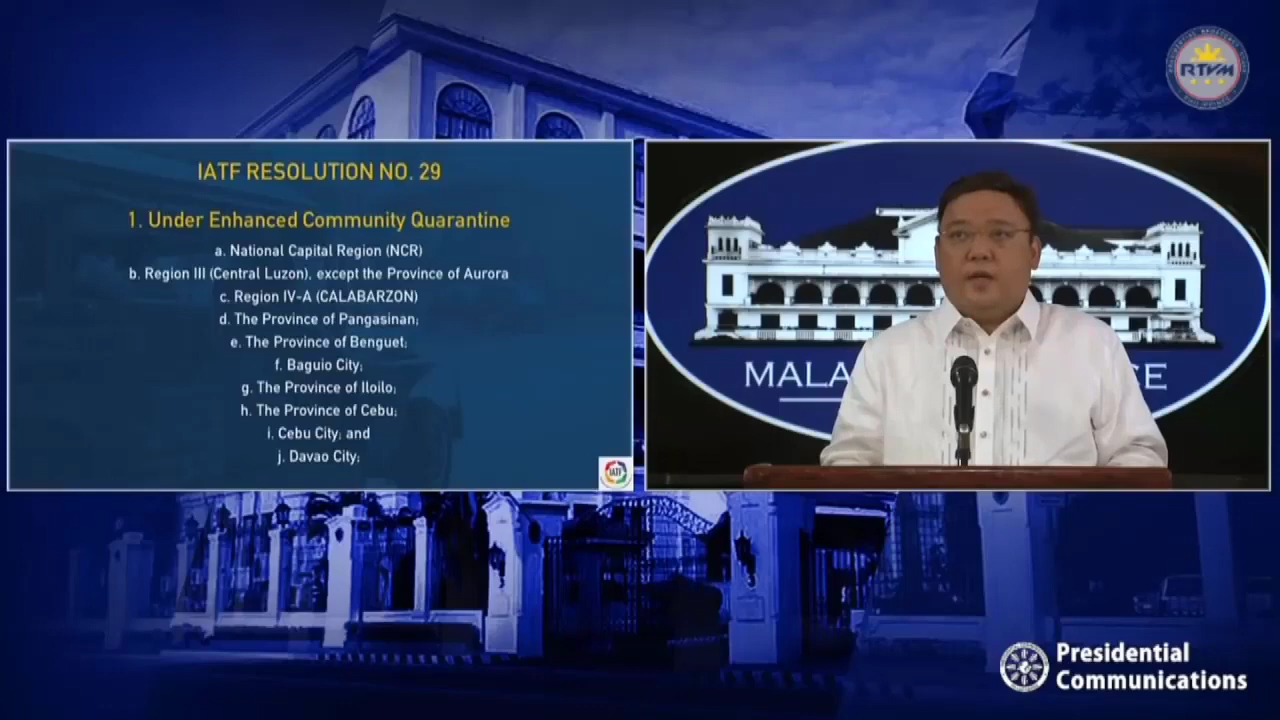 RTVM
IATF RESOLUTION NO. 29
1. Under Enhanced Community Quarantine
a. National Capital Region (NCR)
b. Region III (Central Luzon), except the Province of Aurora
c. Region IV-A (CALABARZON)
d. The Province of Pangasinan;
e. The Province of Benguet;
f. Baguio City;
g. The Province of Iloilo;
h. The Province of Cebu;
i. Cebu City; and
j. Davao City;
IATF
MALA CE
Presidential
Communications